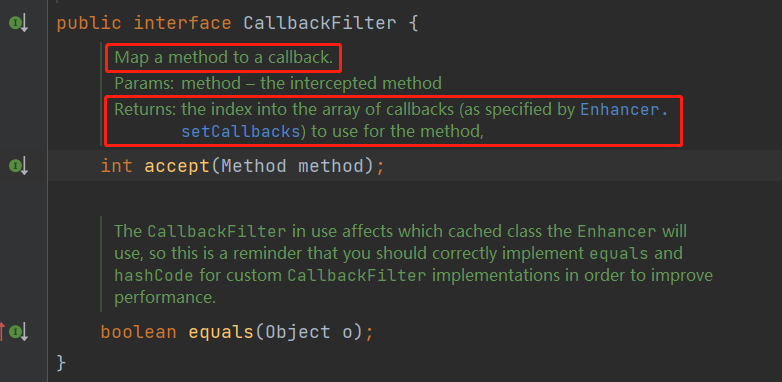 public interface CallbackFilter {
Map a method to a callback.
Params: method – the intercepted method
Returns: the index into the array of callbacks (as specified by Enhancer.
setCallbacks) to use for the method,
int accept(Method method);
The CallbackFilter in use affects which cached class the Enhancer will
use, so this is a reminder that you should correctly implement equals and
hashCode for custom CallbackFilter implementations in order to improve
performance.
boolean equals(Object o);
}